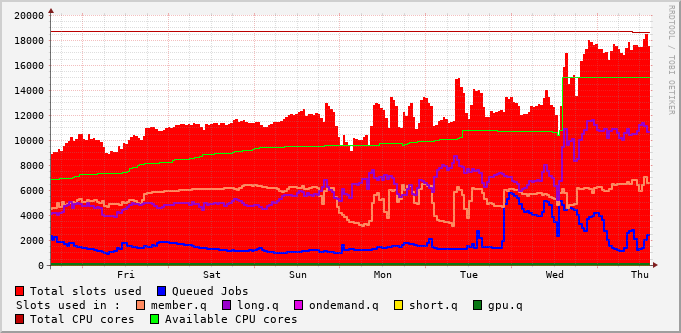 20000
18000
16000
14000
12000
10000
8000
6000
4000
2000
0
Fri Sat Sun Mon Tue Wed Thu
Total slots used Queued Jobs
Slots used in : member.q long.q ondemand.q short.q gpu.q
Total CPU cores Available CPU cores
RRDTOOL / TOBI OETIKER